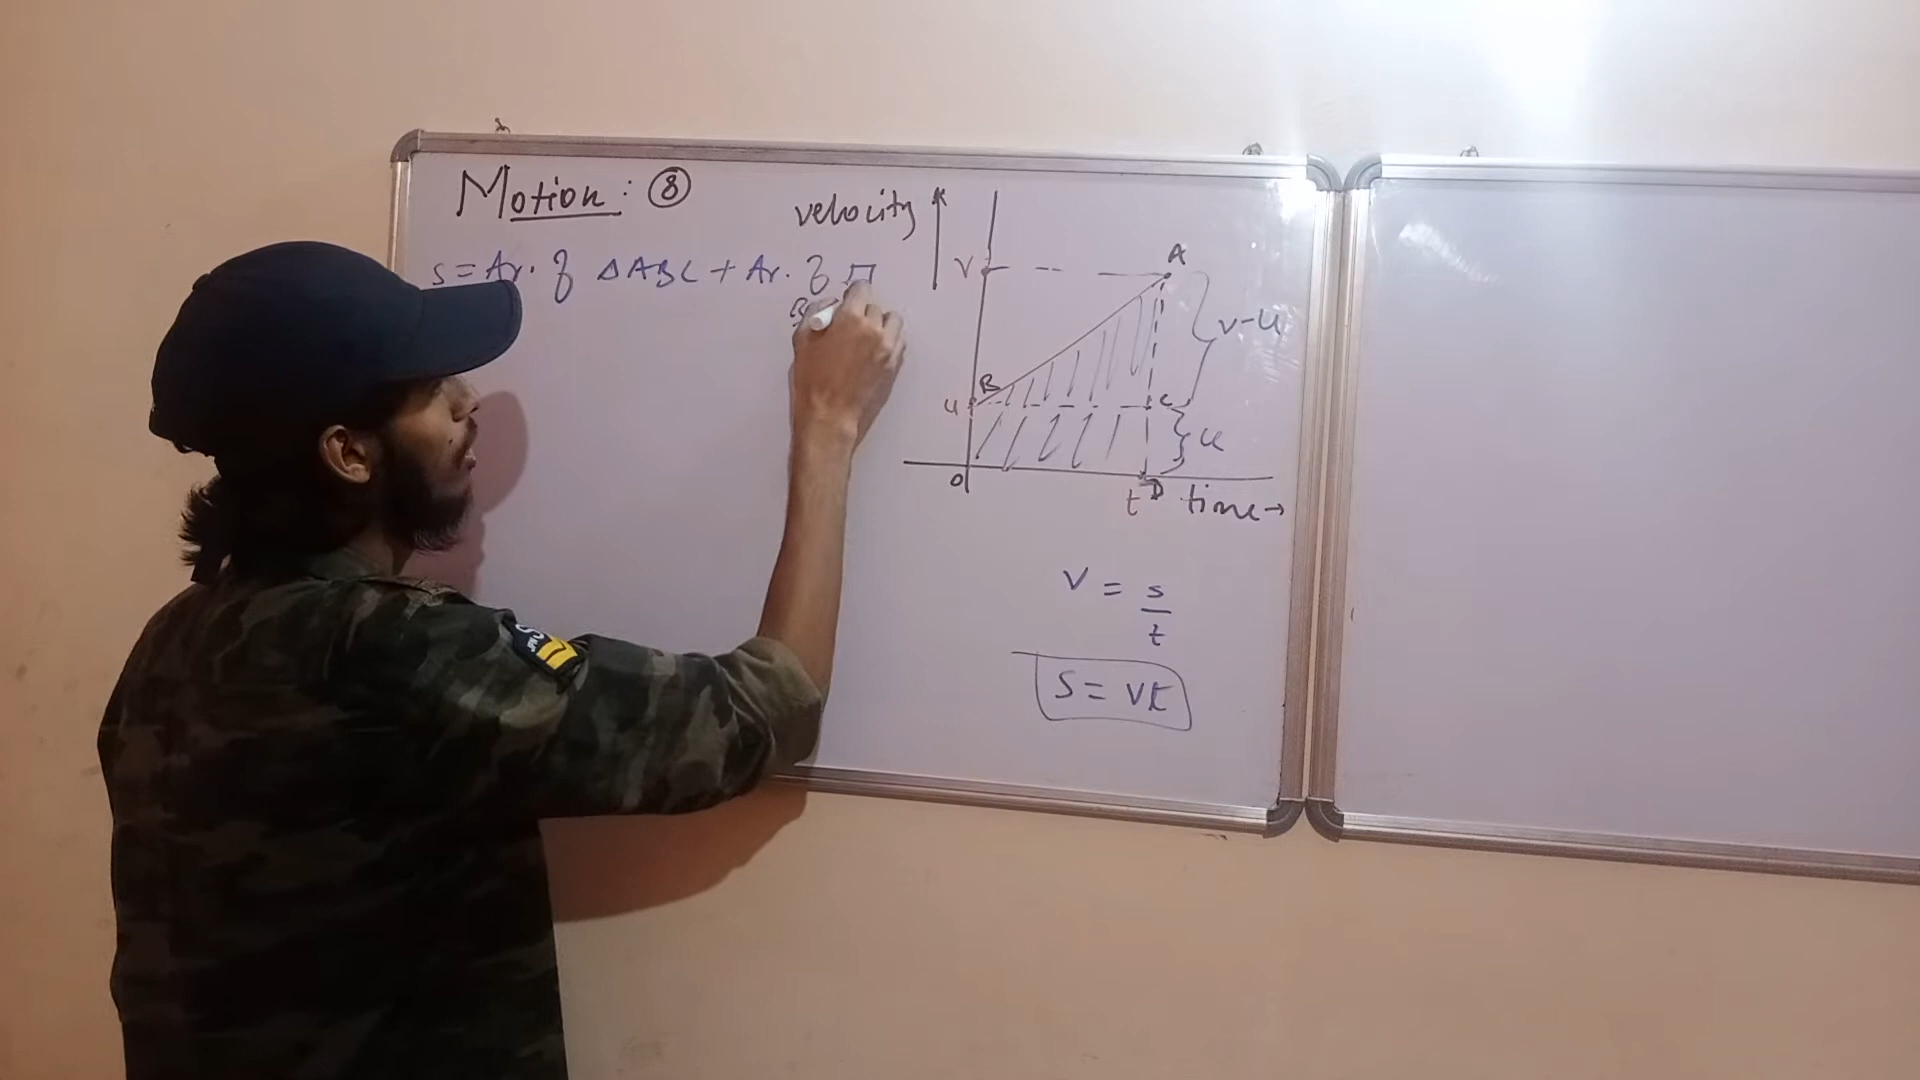 Motion : ⑧
velocity
s = Ar. of ΔABC + Ar. of □
V
A
v-u
B
u
C
u
O
t
D
time →
v = s
t
s = vt